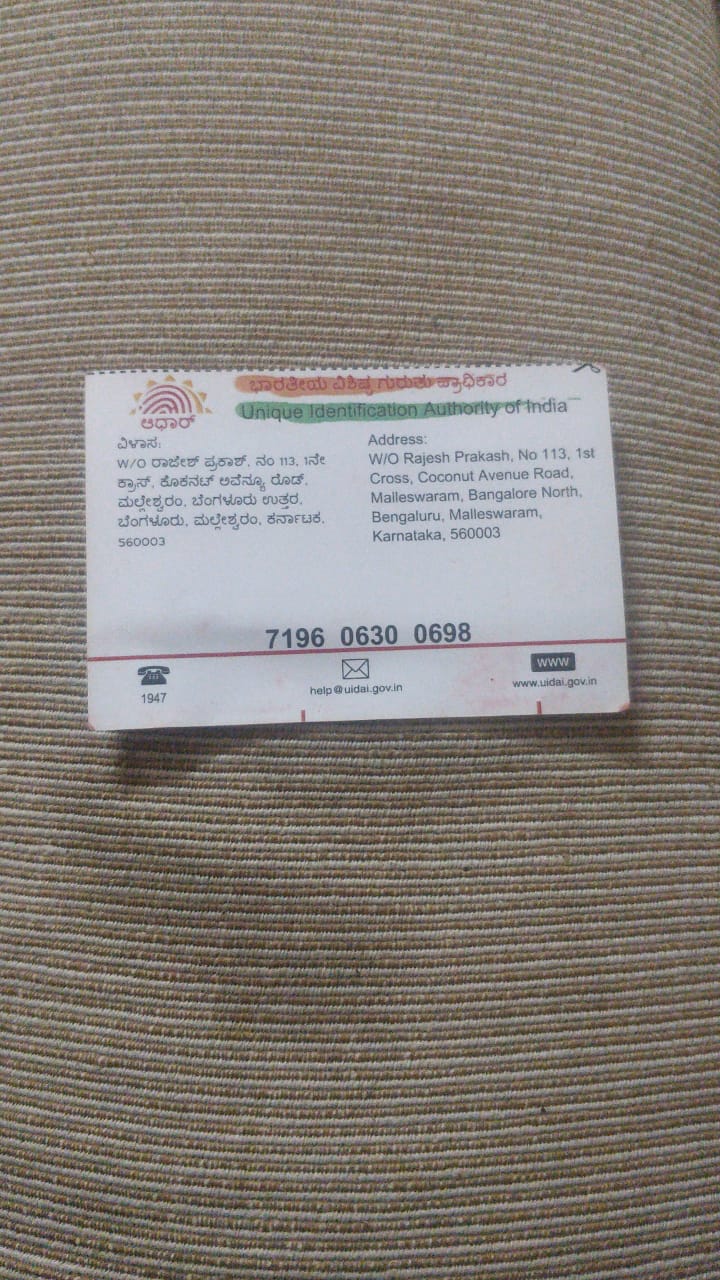 ಭಾರತೀಯ ವಿಶಿಷ್ಟ ಗುರುತು ಪ್ರಾಧಿಕಾರ
Unique Identification Authority of India
ಆಧಾರ್
ವಿಳಾಸ:
W/O ರಾಜೇಶ್ ಪ್ರಕಾಶ್, ನಂ 113, 1ನೇ
ಕ್ರಾಸ್, ಕೊಕನಟ್ ಅವೆನ್ಯೂ ರೊಡ್,
ಮಲ್ಲೇಶ್ವರಂ, ಬೆಂಗಳೂರು ಉತ್ತರ,
ಬೆಂಗಳೂರು, ಮಲ್ಲೇಶ್ವರಂ, ಕರ್ನಾಟಕ,
560003
Address:
W/O Rajesh Prakash, No 113, 1st
Cross, Coconut Avenue Road,
Malleswaram, Bangalore North,
Bengaluru, Malleswaram,
Karnataka, 560003
7196 0630 0698
1947
help@uidai.gov.in
www
www.uidai.gov.in